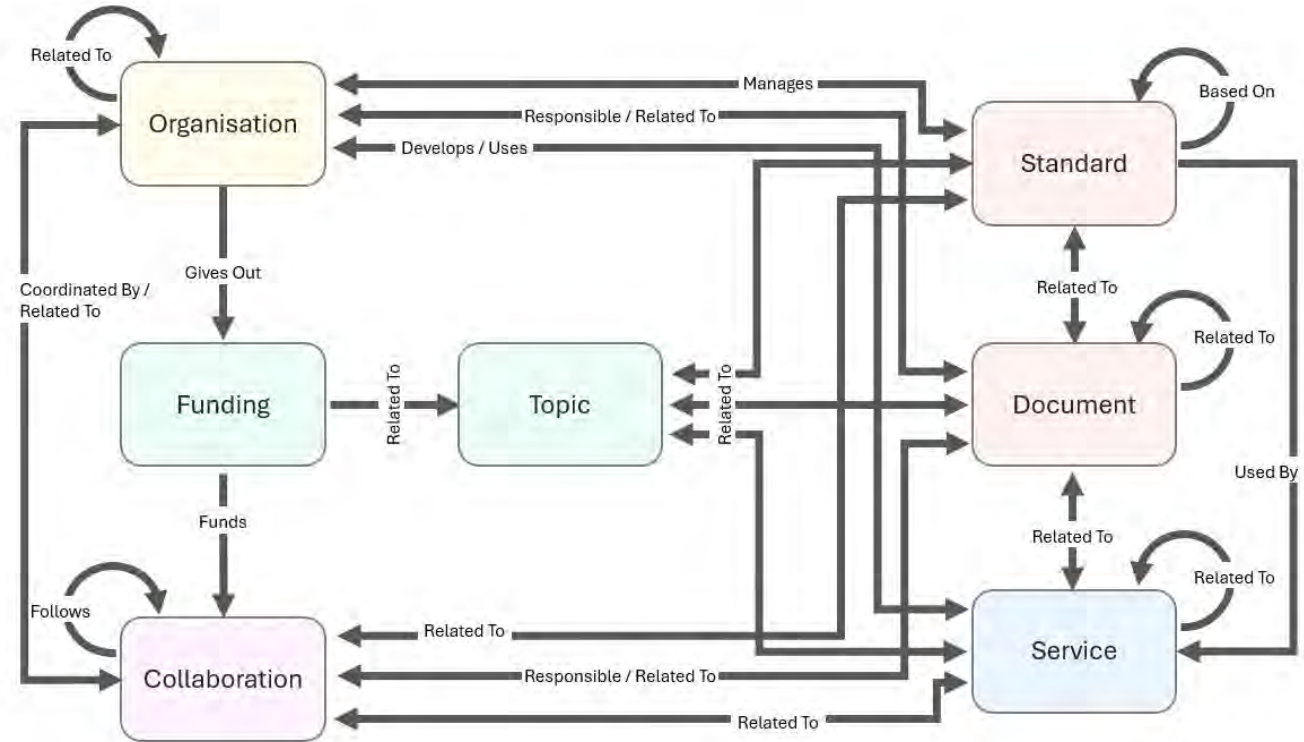 Related To
Organisation
Manages
Responsible / Related To
Develops / Uses
Based On
Standard
Gives Out
Coordinated By /
Related To
Related To
Related To
Funding
Related To
Topic
Related To
Document
Used By
Funds
Related To
Related To
Follows
Related To
Service
Collaboration
Responsible / Related To
Related To